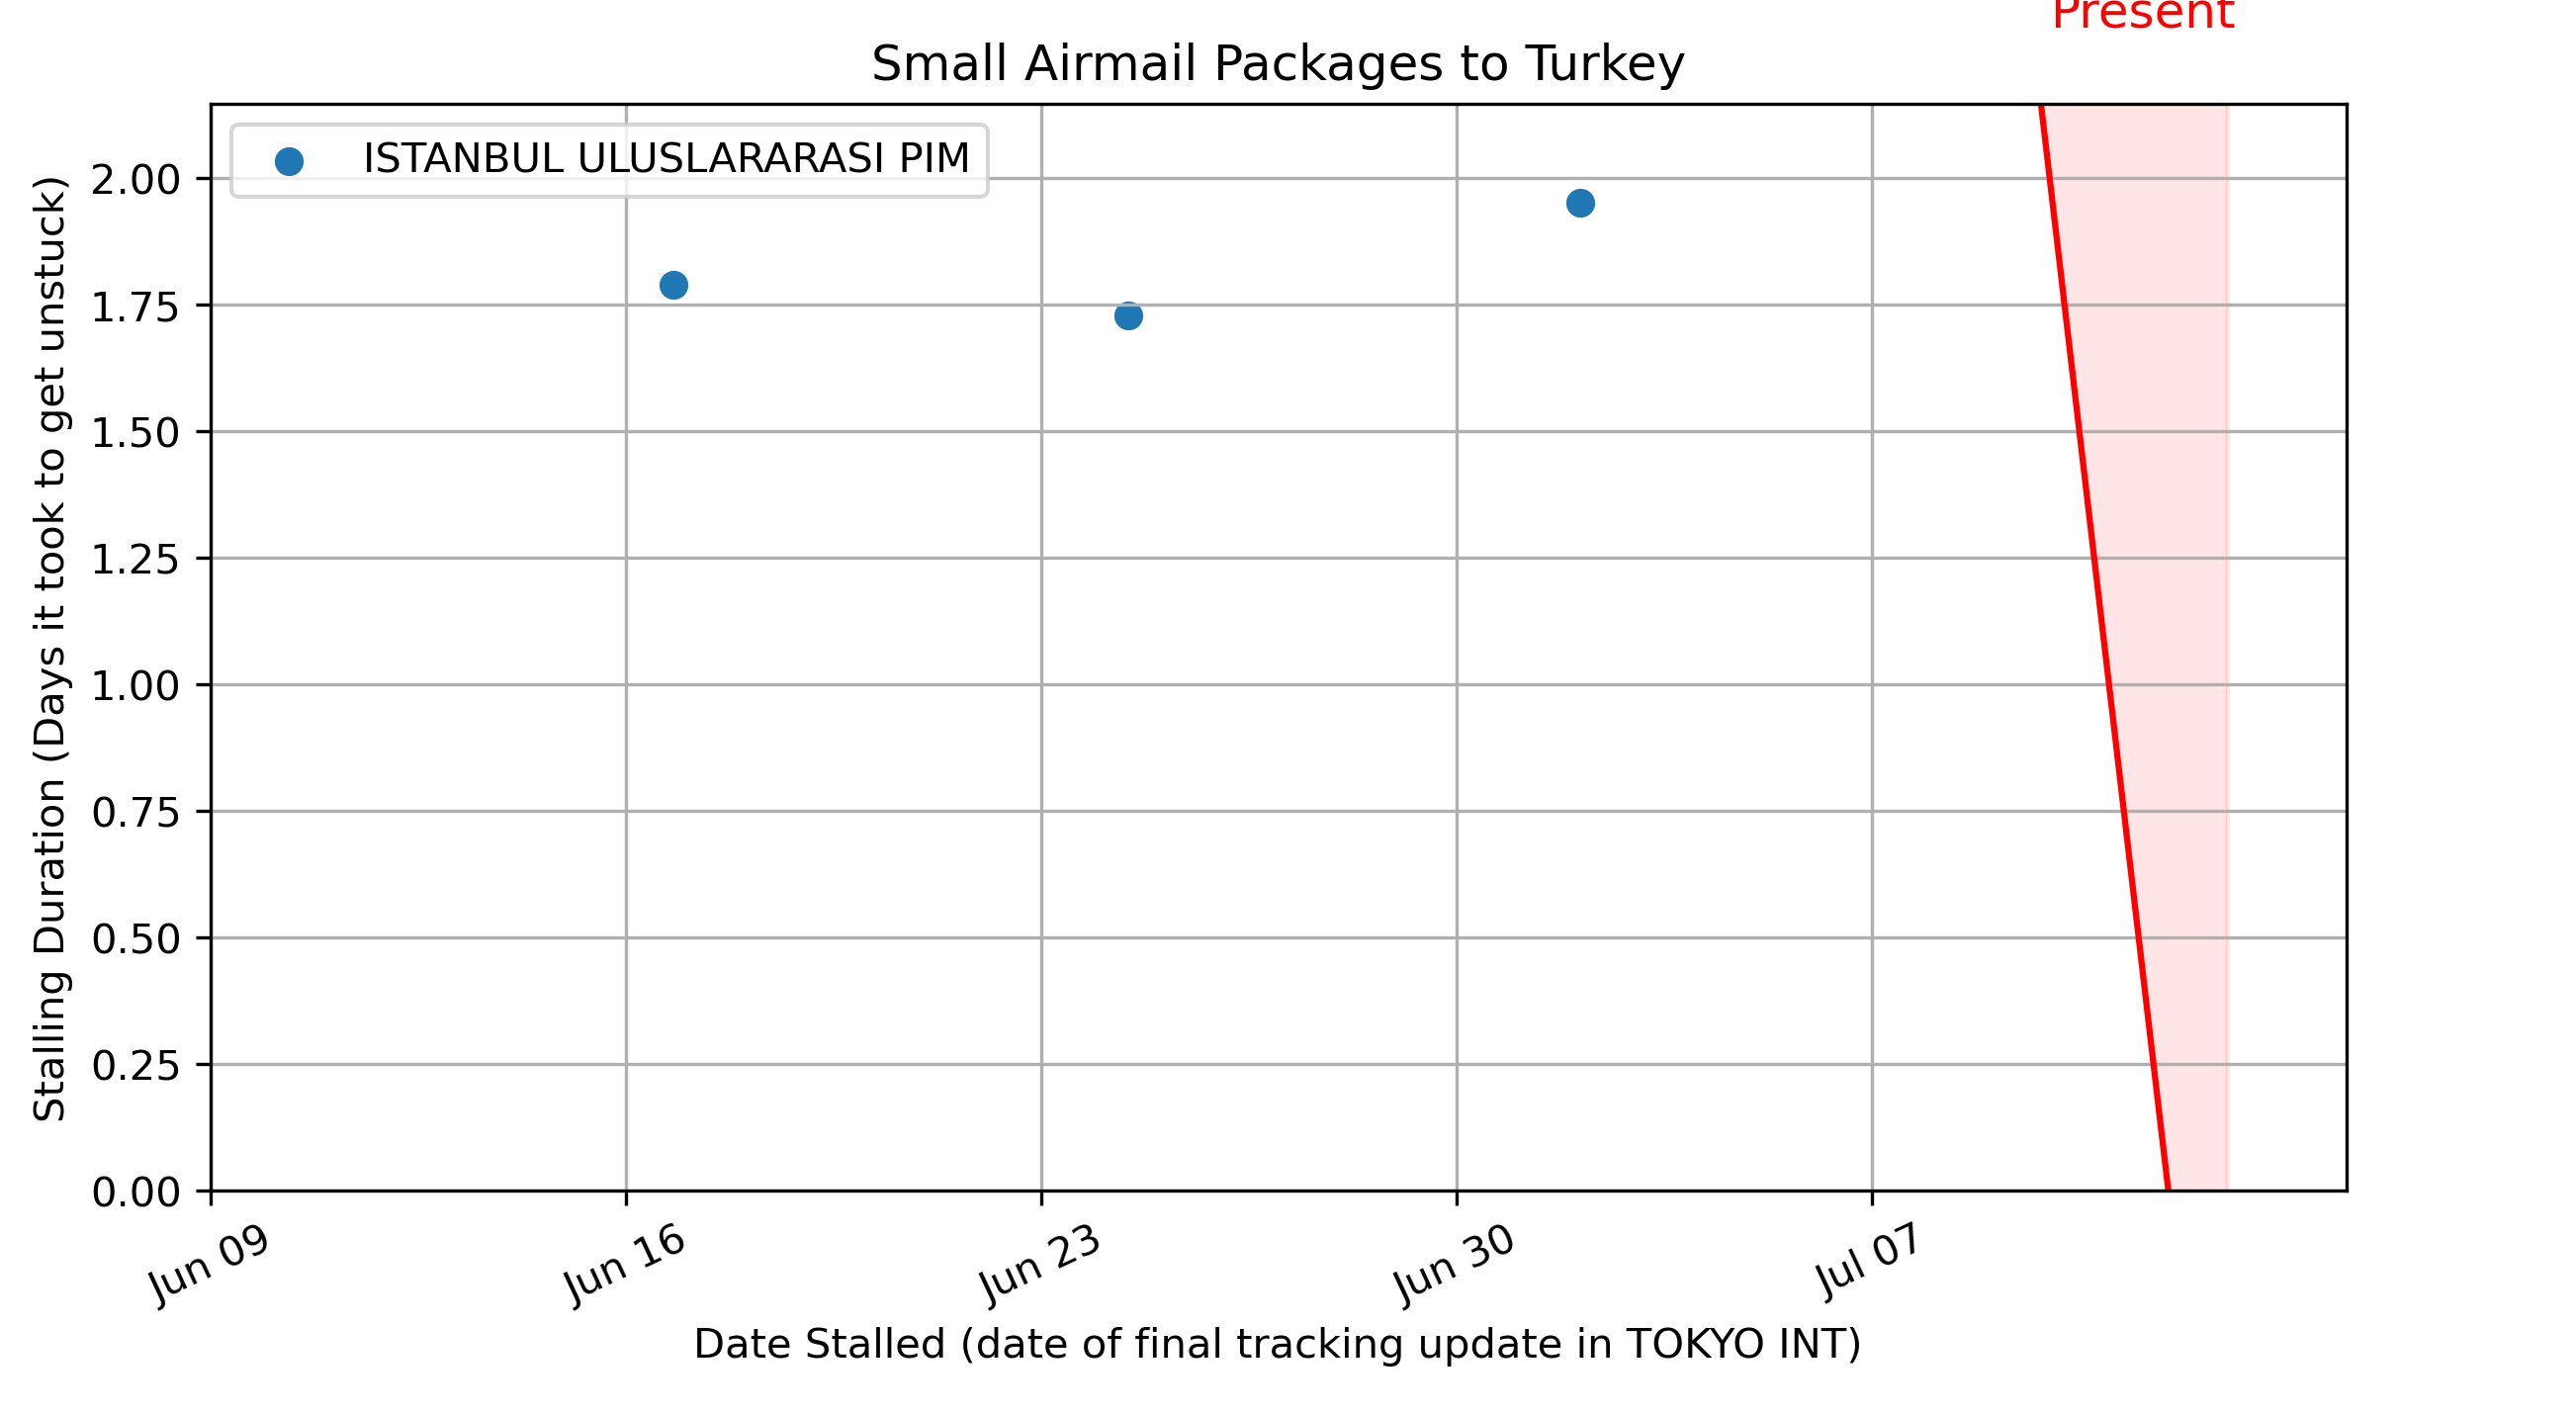 Present
Small Airmail Packages to Turkey
ISTANBUL ULUSLARARASI PIM
Stalling Duration (Days it took to get unstuck)
2.00
1.75
1.50
1.25
1.00
0.75
0.50
0.25
0.00
Jun 09
Jun 16
Jun 23
Jun 30
Jul 07
Date Stalled (date of final tracking update in TOKYO INT)